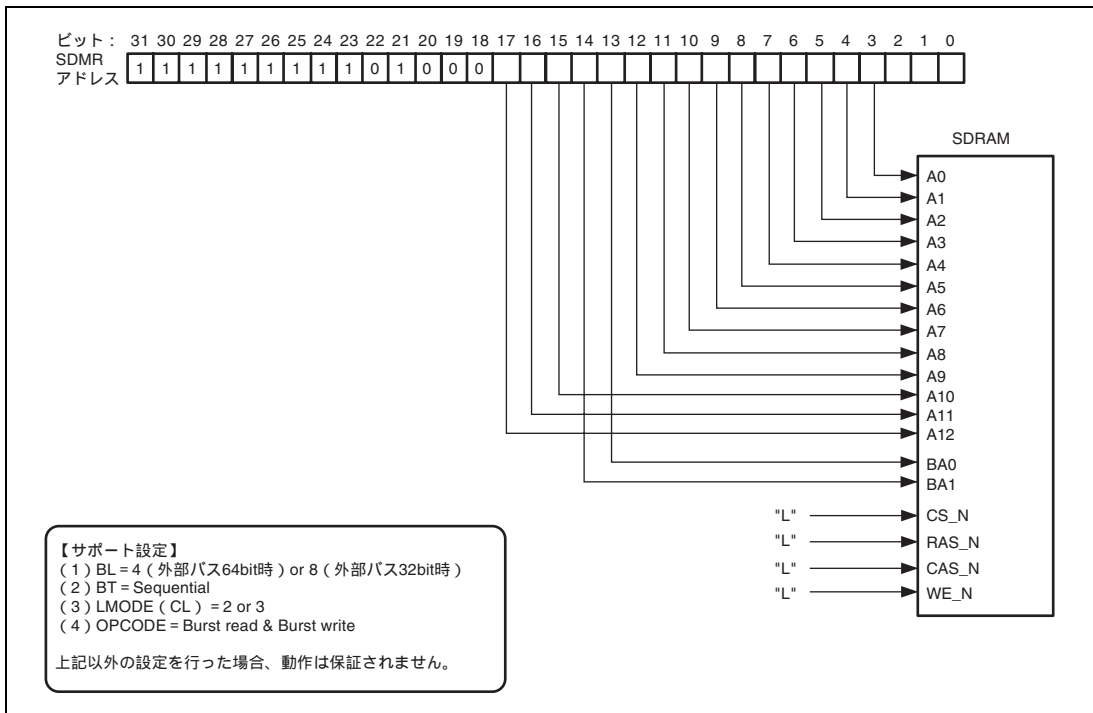 ビット： 31 30 29 28 27 26 25 24 23 22 21 20 19 18 17 16 15 14 13 12 11 10 9 8 7 6 5 4 3 2 1 0
SDMR
アドレス 1 1 1 1 1 1 1 1 1 0 1 0 0 0
SDRAM
A0
A1
A2
A3
A4
A5
A6
A7
A8
A9
A10
A11
A12
BA0
BA1
"L" CS_N
"L" RAS_N
"L" CAS_N
"L" WE_N
【サポート設定】
（1）BL = 4（外部バス64bit時）or 8（外部バス32bit時）
（2）BT = Sequential
（3）LMODE（CL）= 2 or 3
（4）OPCODE = Burst read & Burst write
上記以外の設定を行った場合、動作は保証されません。